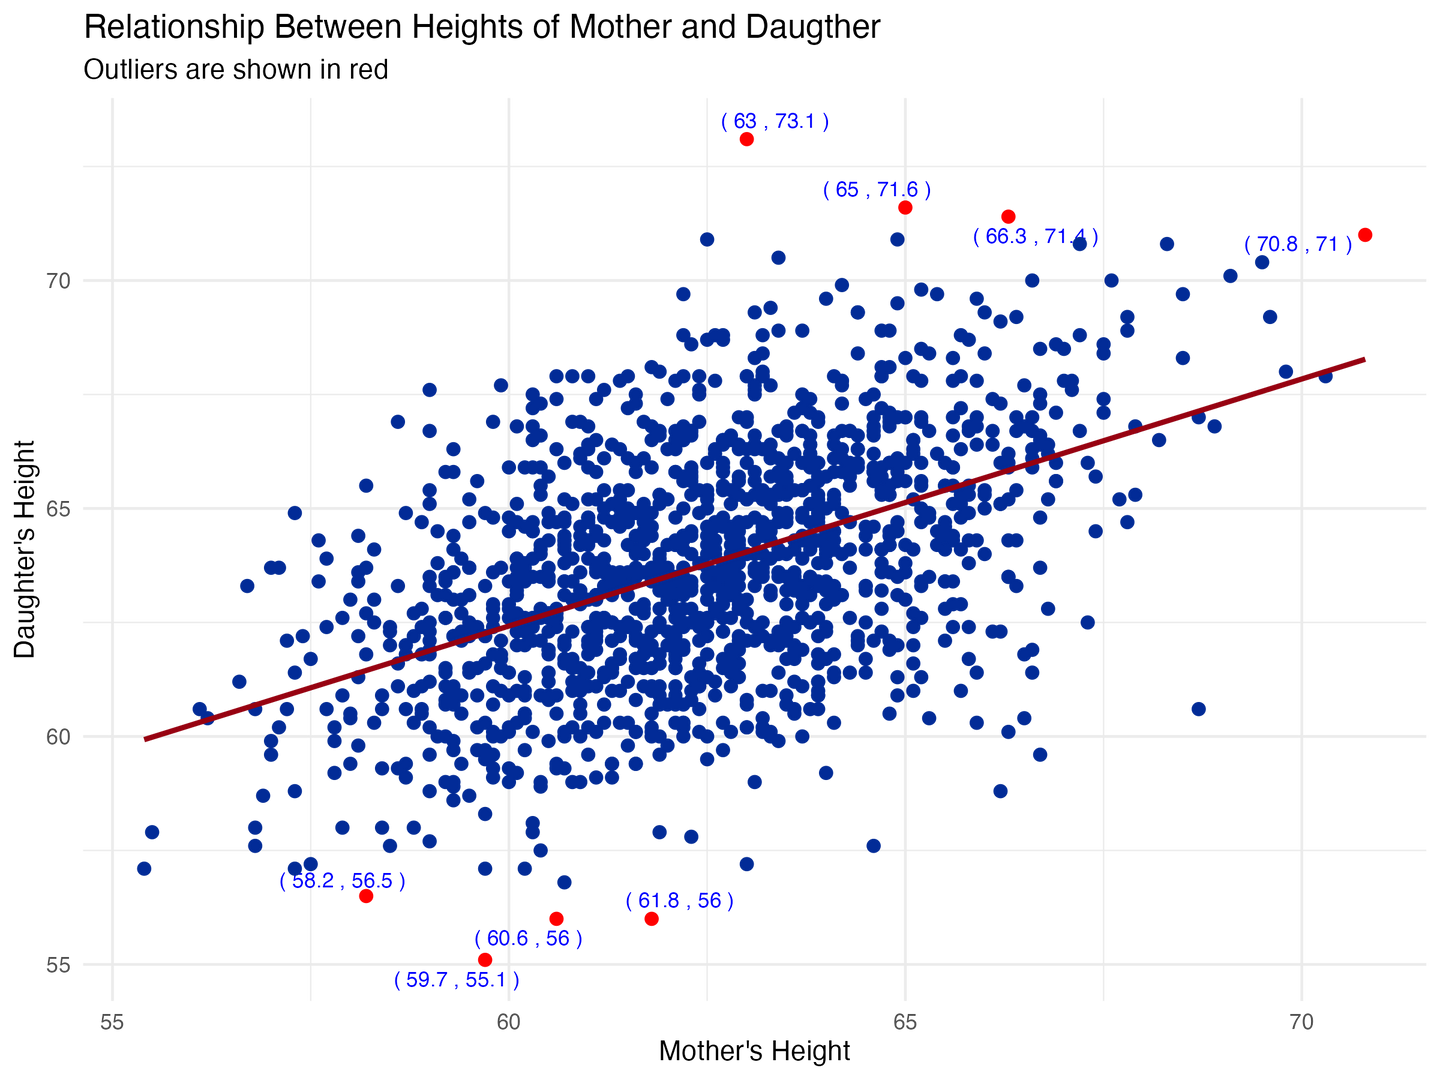 Relationship Between Heights of Mother and Daugther
Outliers are shown in red
( 63 , 73.1 )
( 65 , 71.6 )
( 66.3 , 71.4 )
( 70.8 , 71 )
70
Daughter's Height
65
60
( 58.2 , 56.5 )
( 61.8 , 56 )
( 60.6 , 56 )
55
( 59.7 , 55.1 )
55 60 65 70
Mother's Height